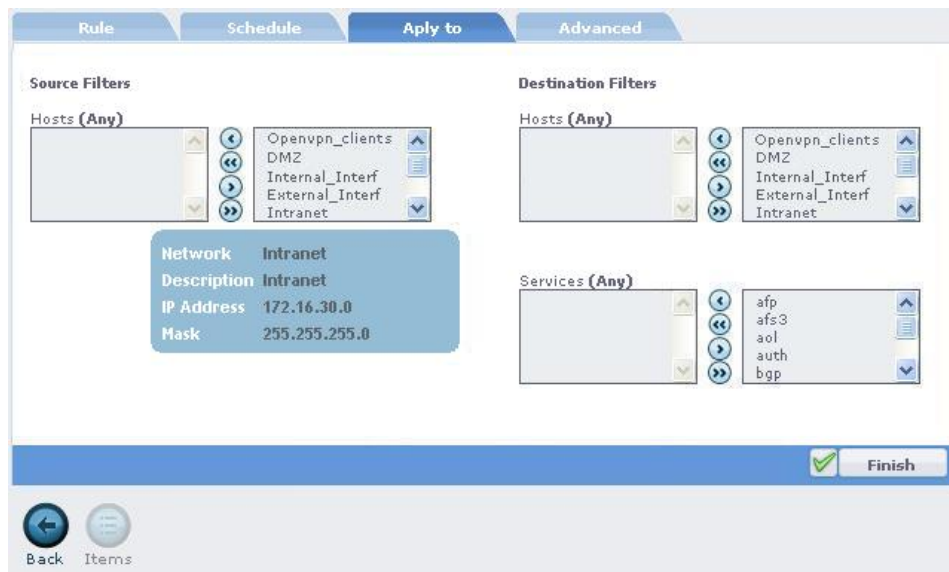 Rule Schedule Aply to Advanced
Source Filters
Hosts (Any)
Openvpn_clients
DMZ
Internal_Interf
External_Interf
Intranet
Network Intranet
Description Intranet
IP Address 172.16.30.0
Mask 255.255.255.0
Destination Filters
Hosts (Any)
Openvpn_clients
DMZ
Internal_Interf
External_Interf
Intranet
Services (Any)
afp
afs3
aol
auth
bgp
Finish
Back Items